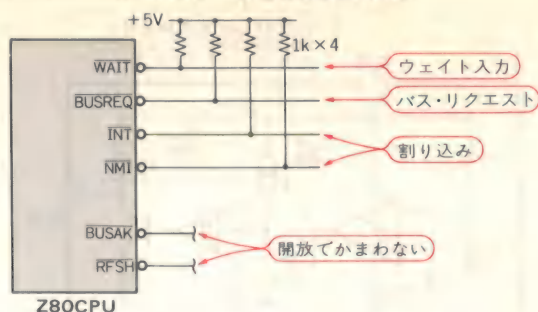 +5V
1k×4
WAIT
ウェイト入力
BUSREQ
バス・リクエスト
INT
割り込み
NMI
BUSAK
開放でかまわない
RFSH
Z80CPU